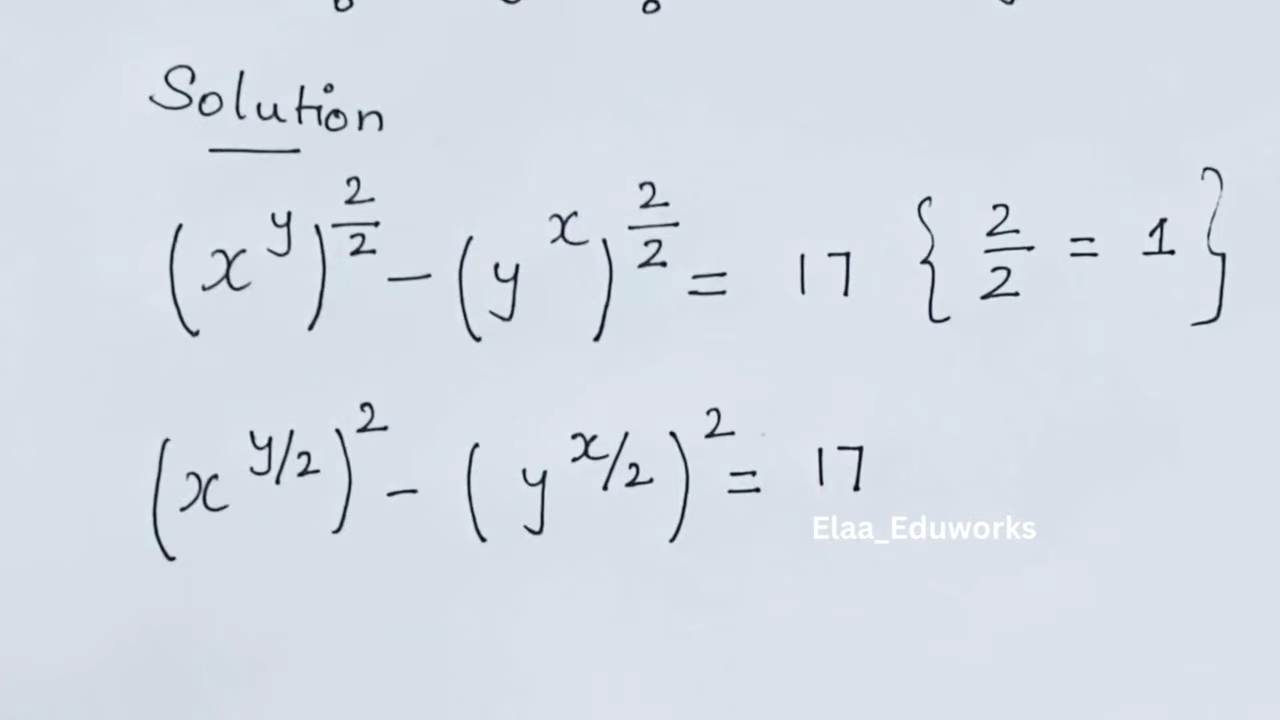 Solution
(x^y)^{2/2} - (y^x)^{2/2} = 17 { 2/2 = 1 }
(x^{y/2})^2 - (y^{x/2})^2 = 17
Elaa_Eduworks